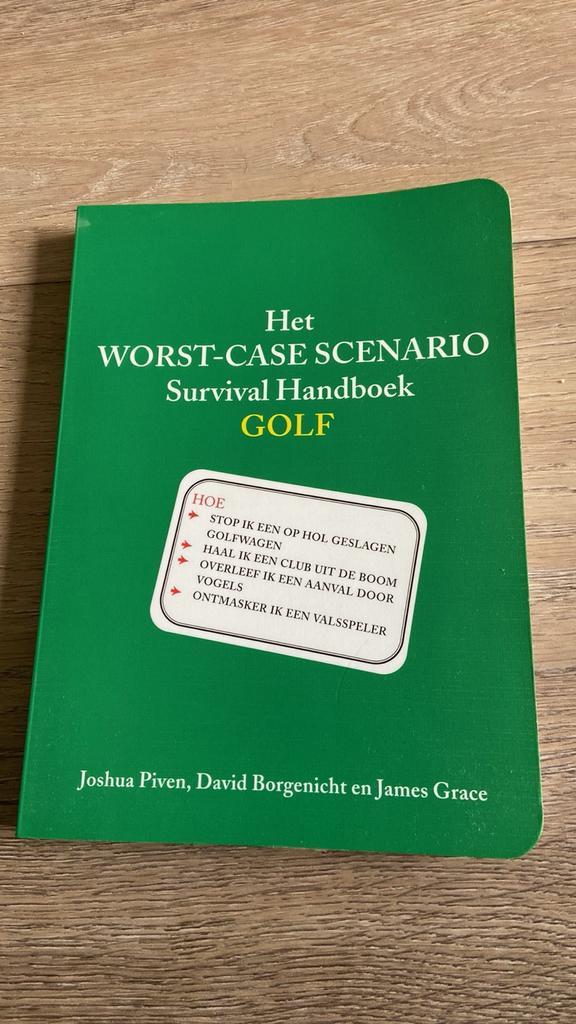 Het
WORST-CASE SCENARIO
Survival Handboek
GOLF
HOE
STOP IK EEN OP HOL GESLAGEN
GOLFWAGEN
HAAL IK EEN CLUB UIT DE BOOM
OVERLEEF IK EEN AANVAL DOOR
VOGELS
ONTMASKER IK EEN VALSSPELER
Joshua Piven, David Borgenicht en James Grace